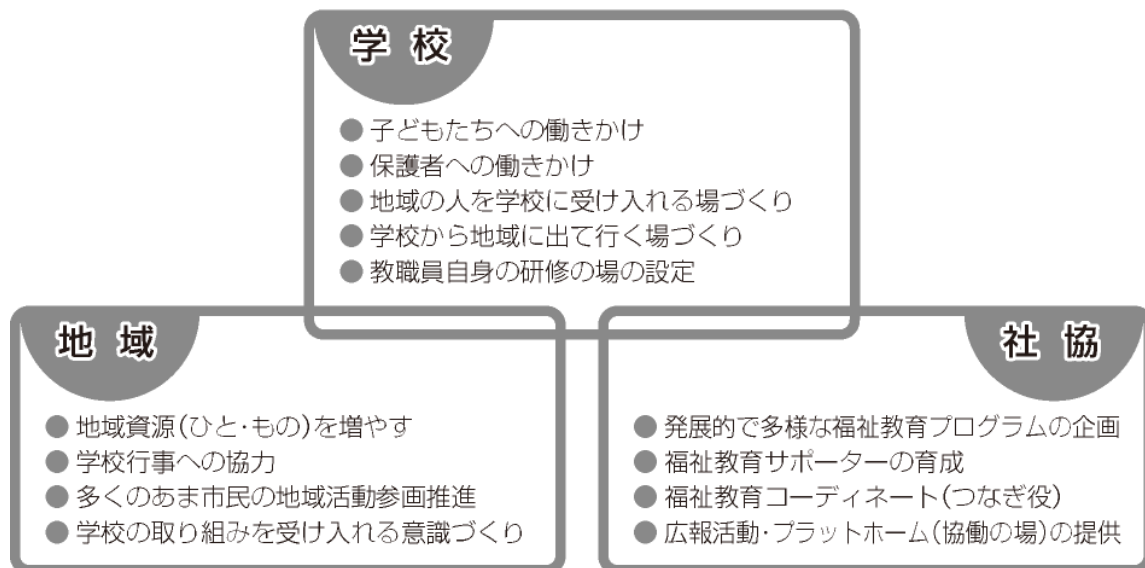 学校
●子どもたちへの働きかけ
●保護者への働きかけ
●地域の人を学校に受け入れる場づくり
●学校から地域に出て行く場づくり
●教職員自身の研修の場の設定
地域
●地域資源(ひと・もの)を増やす
●学校行事への協力
●多くのあま市民の地域活動参画推進
●学校の取り組みを受け入れる意識づくり
社協
●発展的で多様な福祉教育プログラムの企画
●福祉教育サポーターの育成
●福祉教育コーディネート(つなぎ役)
●広報活動・プラットホーム(協働の場)の提供